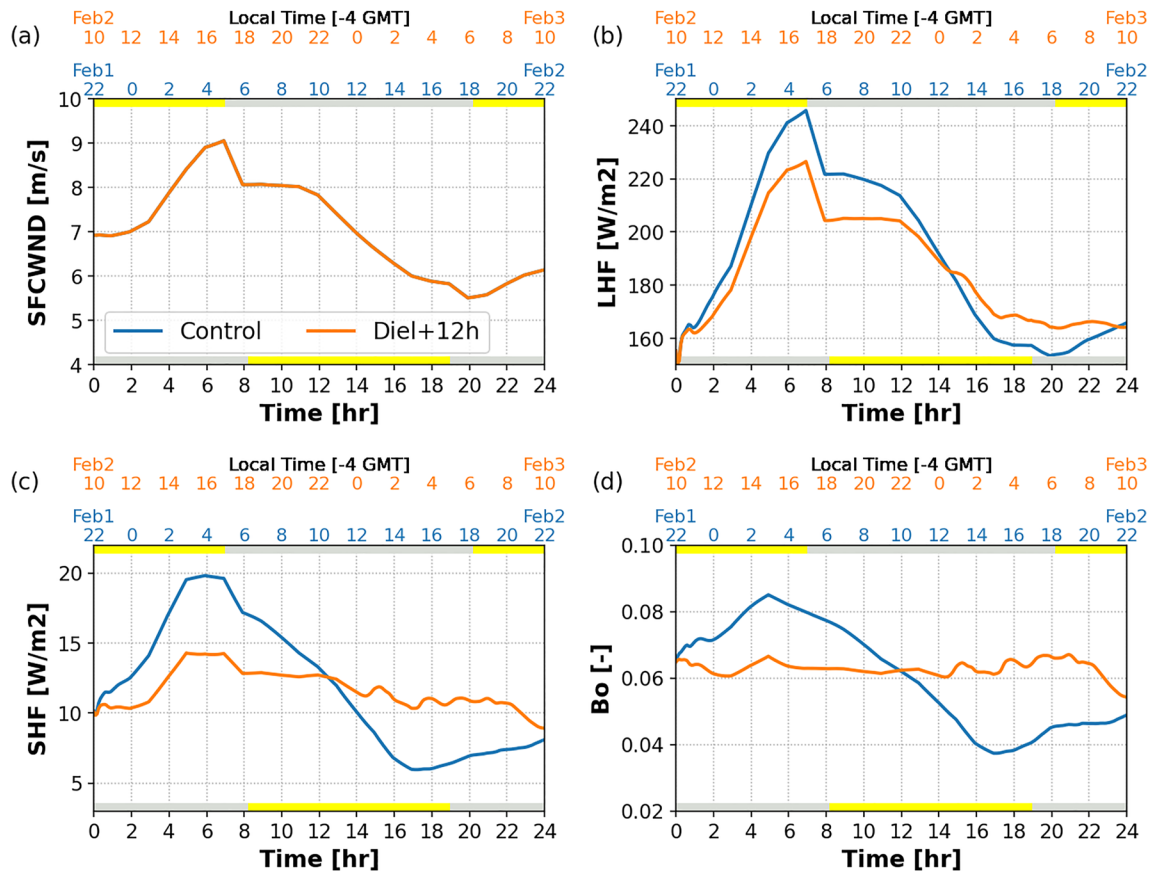 (a)
Feb2 Local Time [-4 GMT] Feb3
10 12 14 16 18 20 22 0 2 4 6 8 10
Feb1 Feb2
22 0 2 4 6 8 10 12 14 16 18 20 22
10
9
8
7
6
5
4
SFCWND [m/s]
Control Diel+12h
0 2 4 6 8 10 12 14 16 18 20 22 24
Time [hr]
(b)
Feb2 Local Time [-4 GMT] Feb3
10 12 14 16 18 20 22 0 2 4 6 8 10
Feb1 Feb2
22 0 2 4 6 8 10 12 14 16 18 20 22
240
220
200
180
160
LHF [W/m2]
0 2 4 6 8 10 12 14 16 18 20 22 24
Time [hr]
(c)
Feb2 Local Time [-4 GMT] Feb3
10 12 14 16 18 20 22 0 2 4 6 8 10
Feb1 Feb2
22 0 2 4 6 8 10 12 14 16 18 20 22
20
15
10
5
SHF [W/m2]
0 2 4 6 8 10 12 14 16 18 20 22 24
Time [hr]
(d)
Feb2 Local Time [-4 GMT] Feb3
10 12 14 16 18 20 22 0 2 4 6 8 10
Feb1 Feb2
22 0 2 4 6 8 10 12 14 16 18 20 22
0.10
0.08
0.06
0.04
0.02
Bo [-]
0 2 4 6 8 10 12 14 16 18 20 22 24
Time [hr]